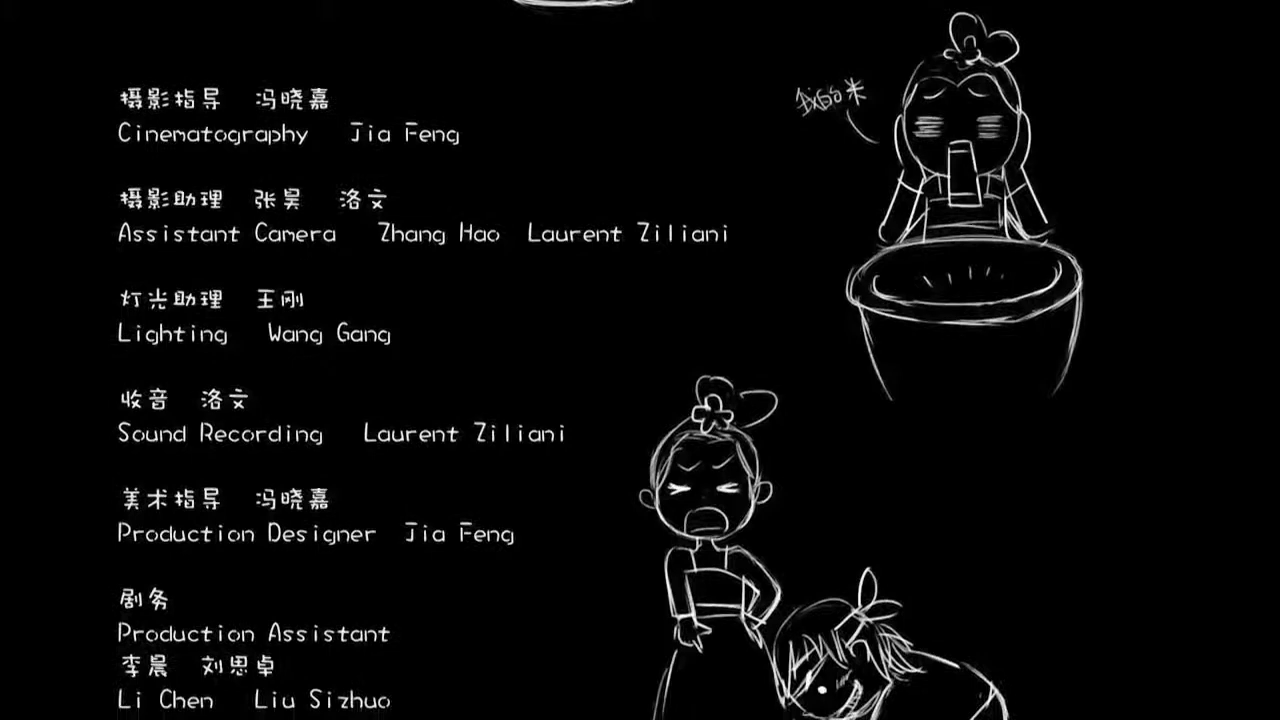 摄影指导 冯晓嘉
Cinematography Jia Feng
我的米
摄影助理 张昊 洛文
Assistant Camera Zhang Hao Laurent Ziliani
灯光助理 王刚
Lighting Wang Gang
收音 洛文
Sound Recording Laurent Ziliani
美术指导 冯晓嘉
Production Designer Jia Feng
剧务
Production Assistant
李晨 刘思卓
Li Chen Liu Sizhuo